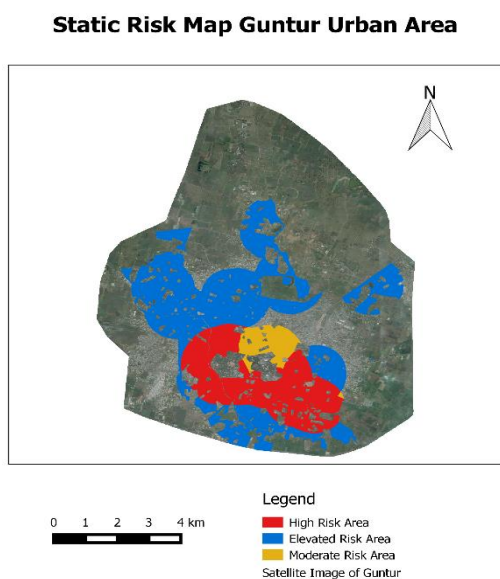 Static Risk Map Guntur Urban Area
N
0 1 2 3 4 km
Legend
High Risk Area
Elevated Risk Area
Moderate Risk Area
Satellite Image of Guntur